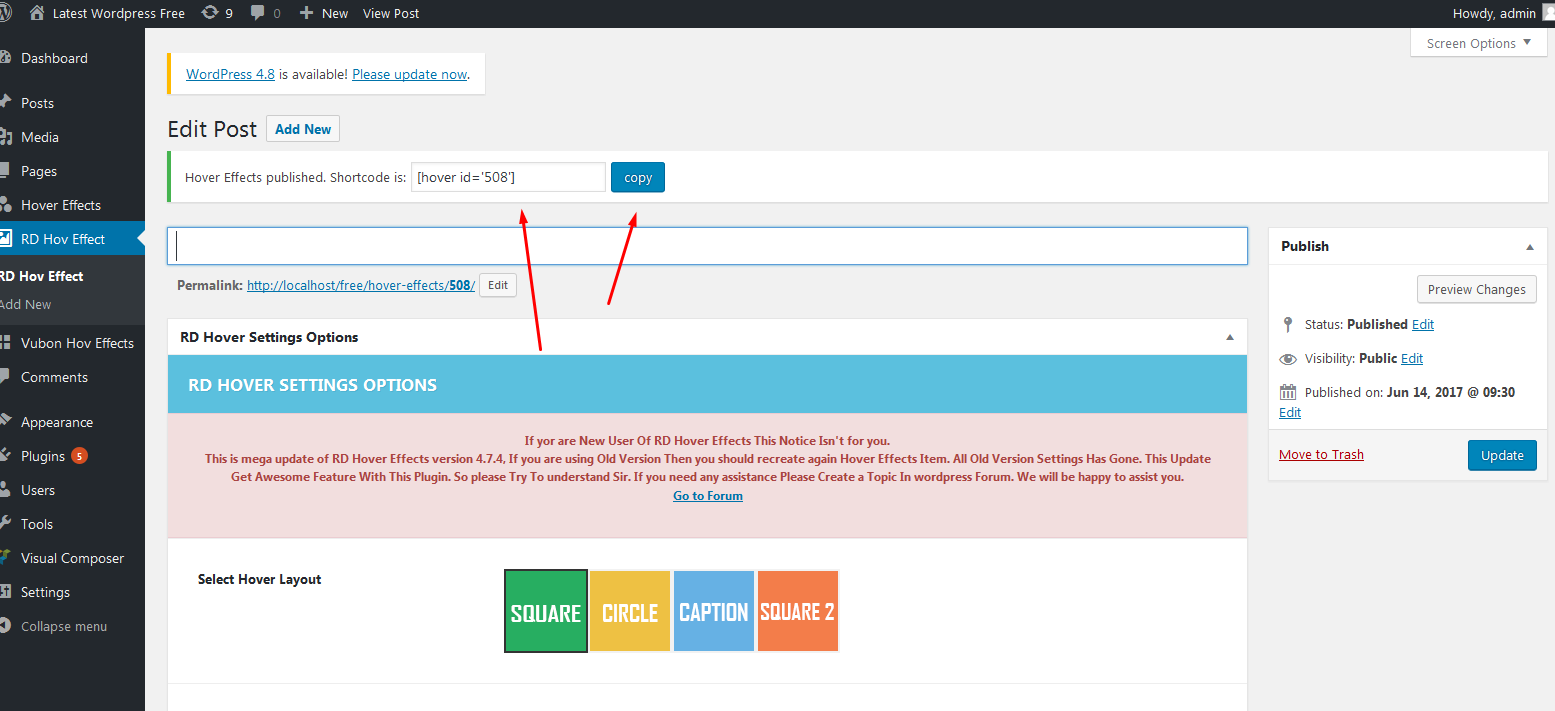 Latest Wordpress Free 9 0 New View Post Howdy, admin
Screen Options
Dashboard
Posts
Media
Pages
Hover Effects
RD Hov Effect
RD Hov Effect
Add New
Vubon Hov Effects
Comments
Appearance
Plugins 5
Users
Tools
Visual Composer
Settings
Collapse menu
WordPress 4.8 is available! Please update now.
Edit Post Add New
Hover Effects published. Shortcode is: [hover id='508'] copy
Permalink: http://localhost/free/hover-effects/508/ Edit
RD Hover Settings Options
RD HOVER SETTINGS OPTIONS
If yor are New User Of RD Hover Effects This Notice Isn't for you.
This is mega update of RD Hover Effects version 4.7.4, If you are using Old Version Then you should recreate again Hover Effects Item. All Old Version Settings Has Gone. This Update
Get Awesome Feature With This Plugin. So please Try To understand Sir. If you need any assistance Please Create a Topic In wordpress Forum. We will be happy to assist you.
Go to Forum
Select Hover Layout
SQUARE CIRCLE CAPTION SQUARE 2
Publish
Preview Changes
Status: Published Edit
Visibility: Public Edit
Published on: Jun 14, 2017 @ 09:30
Edit
Move to Trash Update